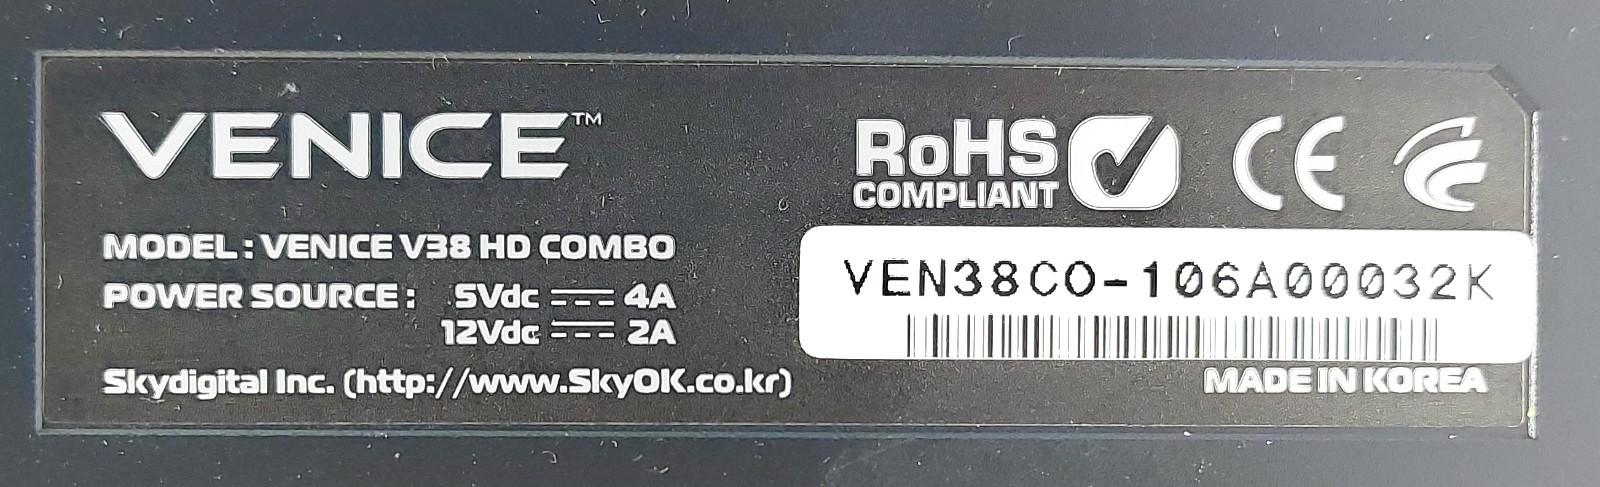 VENICE™
MODEL : VENICE V38 HD COMBO
POWER SOURCE : 5Vdc ⎓ 4A
12Vdc ⎓ 2A
Skydigital Inc. (http://www.SkyOK.co.kr)
RoHS
COMPLIANT
CE
VEN38CO-106A00032K
MADE IN KOREA